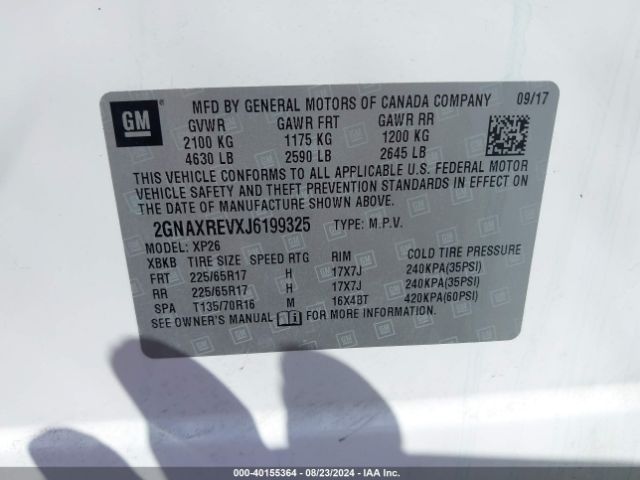 GM ® MFD BY GENERAL MOTORS OF CANADA COMPANY 09/17
GVWR GAWR FRT GAWR RR
2100 KG 1175 KG 1200 KG
4630 LB 2590 LB 2645 LB
THIS VEHICLE CONFORMS TO ALL APPLICABLE U.S. FEDERAL MOTOR
VEHICLE SAFETY AND THEFT PREVENTION STANDARDS IN EFFECT ON
THE DATE OF MANUFACTURE SHOWN ABOVE.
2GNAXREVXJ6199325 TYPE: M.P.V.
MODEL: XP26
XBKB TIRE SIZE SPEED RTG RIM COLD TIRE PRESSURE
FRT 225/65R17 H 17X7J 240KPA(35PSI)
RR 225/65R17 H 17X7J 240KPA(35PSI)
SPA T135/70R16 M 16X4BT 420KPA(60PSI)
SEE OWNER'S MANUAL FOR MORE INFORMATION.
000-40155364 - 08/23/2024 - IAA Inc.